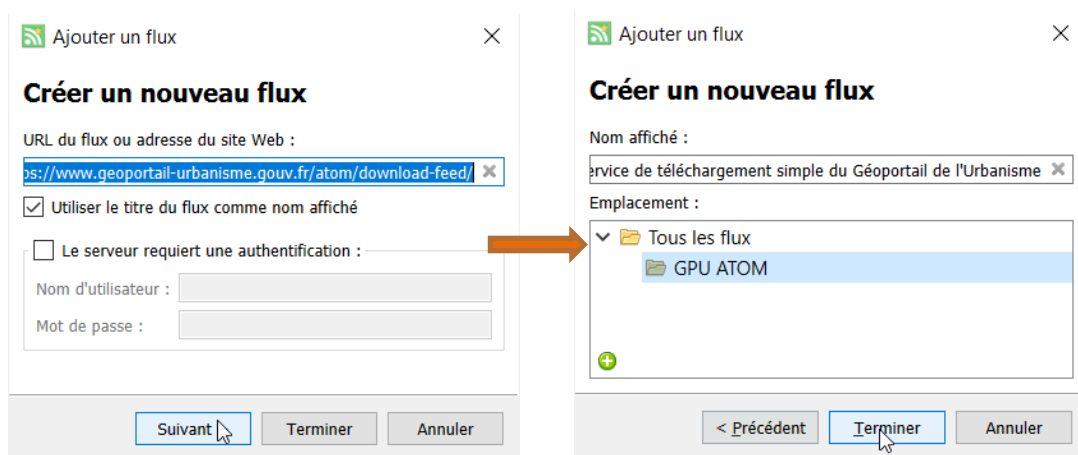 Ajouter un flux
Créer un nouveau flux
URL du flux ou adresse du site Web :
ps://www.geoportail-urbanisme.gouv.fr/atom/download-feed/
Utiliser le titre du flux comme nom affiché
Le serveur requiert une authentification :
Nom d'utilisateur :
Mot de passe :
Suivant
Terminer
Annuler
Ajouter un flux
Créer un nouveau flux
Nom affiché :
ervice de téléchargement simple du Géoportail de l'Urbanisme
Emplacement :
Tous les flux
GPU ATOM
< Précédent
Terminer
Annuler